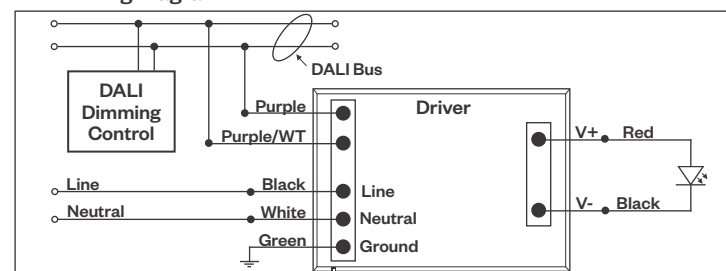 DALI Bus
DALI
Dimming
Control
Purple
Purple/WT
Driver
V+ Red
V- Black
Line Black Line
Neutral White Neutral
Green Ground